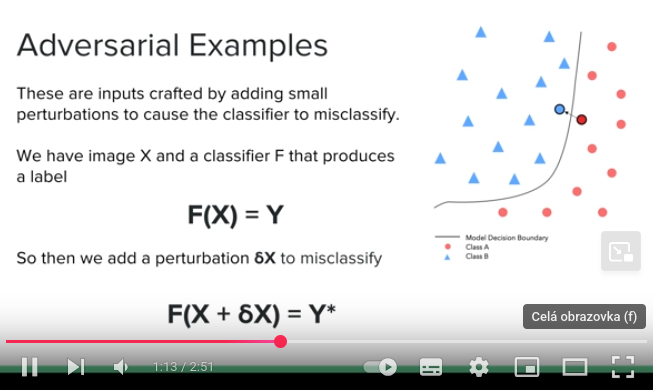 Adversarial Examples
These are inputs crafted by adding small
perturbations to cause the classifier to misclassify.
We have image X and a classifier F that produces
a label
F(X) = Y
So then we add a perturbation δX to misclassify
F(X + δX) = Y*
Model Decision Boundary
Class A
Class B
Celá obrazovka (f)
1:13 / 2:51